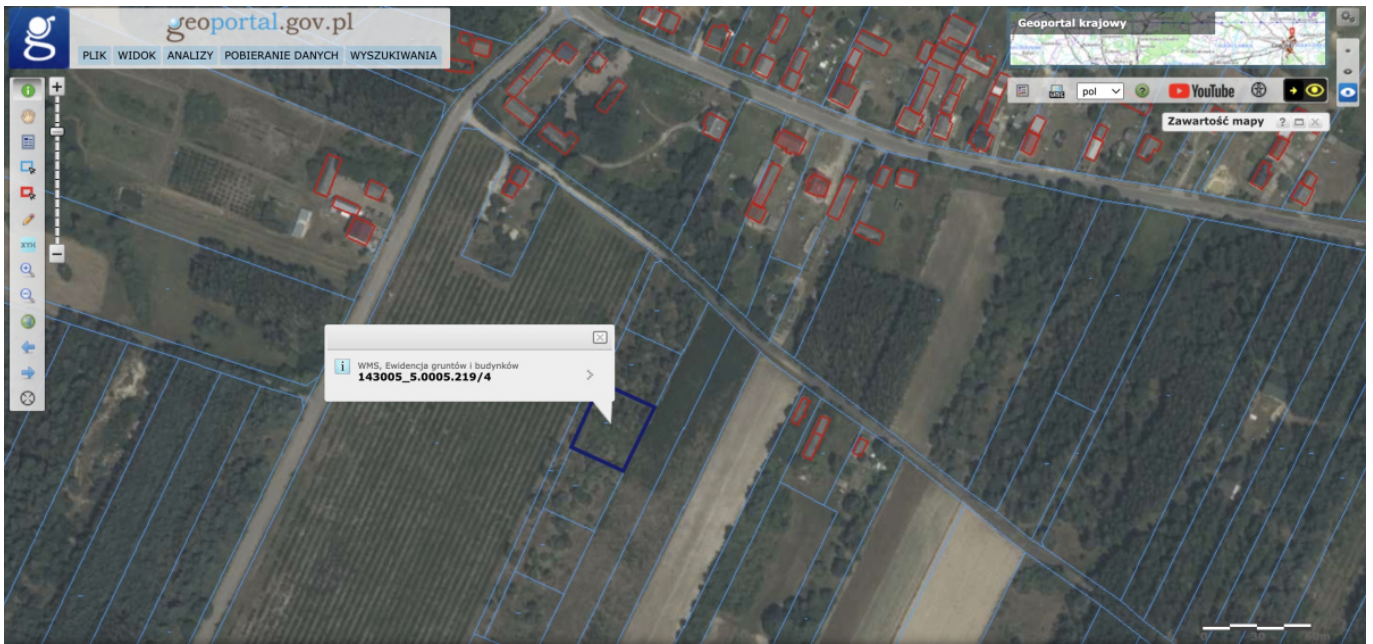 geoportal.gov.pl
PLIK WIDOK ANALIZY POBIERANIE DANYCH WYSZUKIWANIA
Geoportal krajowy
pol
YouTube
Zawartość mapy
XYH
WMS, Ewidencja gruntów i budynków
143005_5.0005.219/4